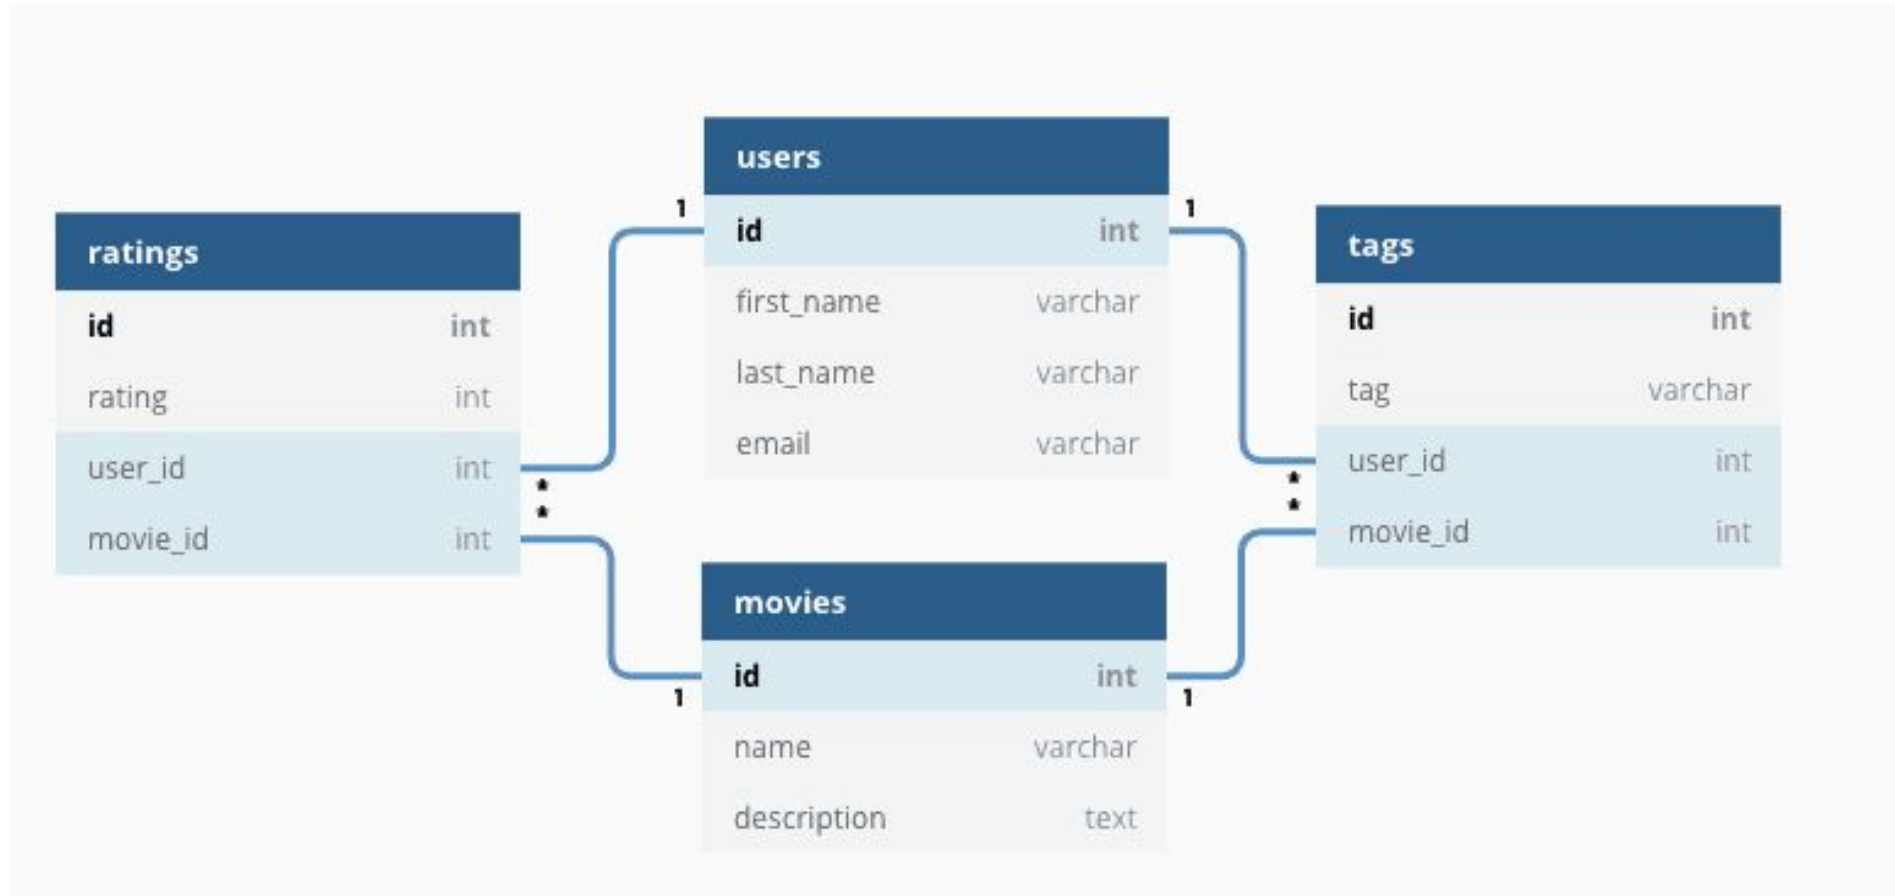 users
1
id int
1
first_name varchar
last_name varchar
email varchar
ratings
id int
rating int
user_id int
*
*
movie_id int
tags
id int
tag varchar
user_id int
*
*
movie_id int
movies
id int
1
1
name varchar
description text